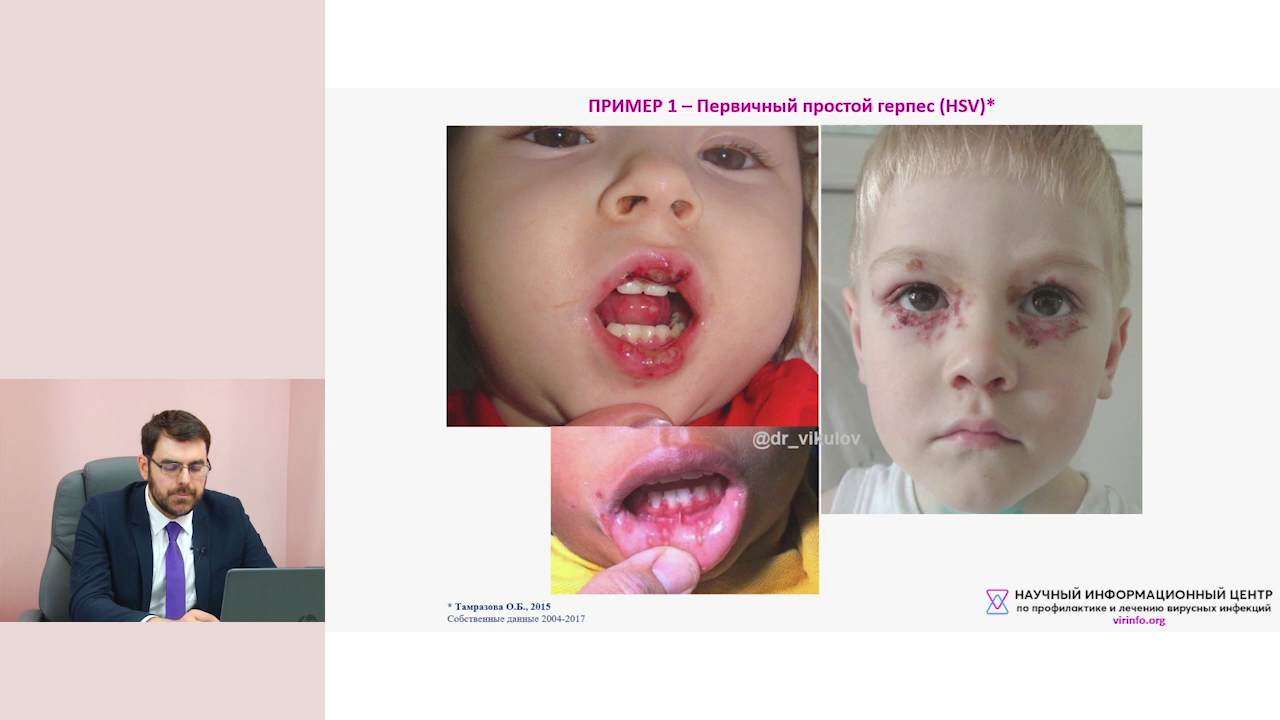 ПРИМЕР 1 – Первичный простой герпес (HSV)*
@dr_vikulov
* Тамразова О.Б., 2015
Собственные данные 2004-2017
НАУЧНЫЙ ИНФОРМАЦИОННЫЙ ЦЕНТР
по профилактике и лечению вирусных инфекций
virinfo.org